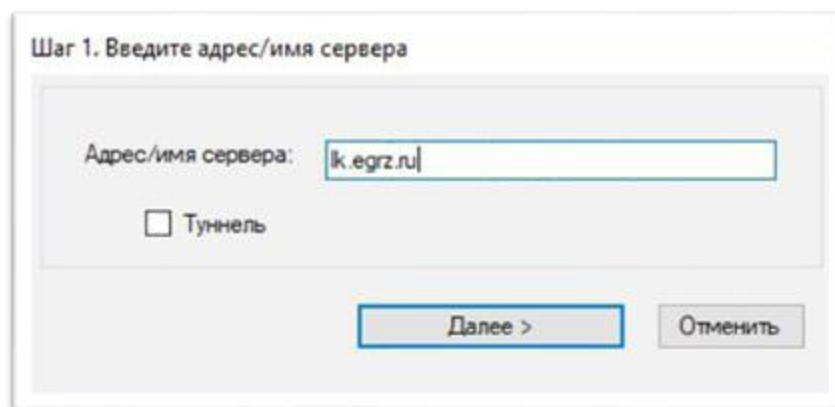 Шаг 1. Введите адрес/имя сервера
Адрес/имя сервера: lk.egrz.ru
Туннель
Далее > Отменить